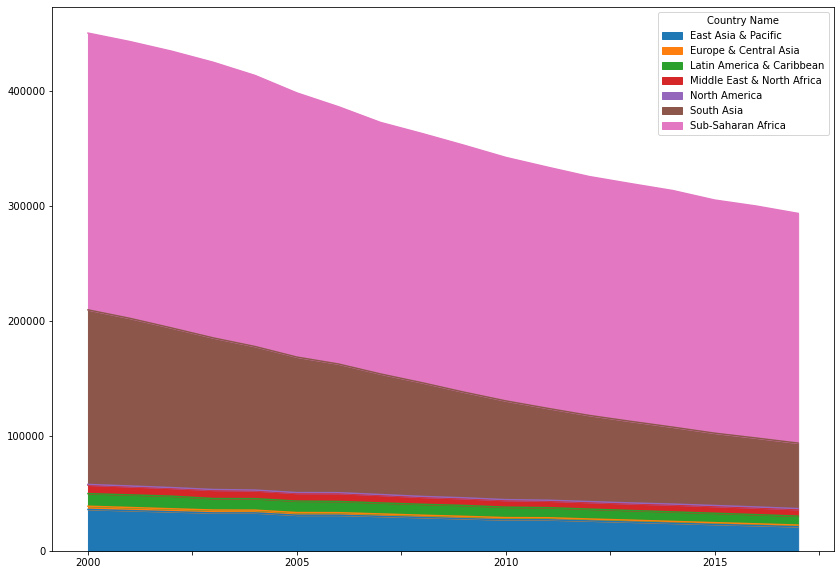 Country Name
East Asia & Pacific
Europe & Central Asia
Latin America & Caribbean
Middle East & North Africa
North America
South Asia
Sub-Saharan Africa
400000
300000
200000
100000
0
2000
2005
2010
2015